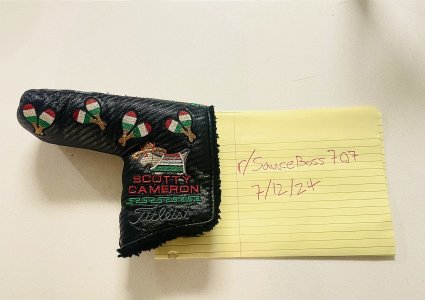 SCOTTY
CAMERON
Titleist
r/SauceBoss707
7/12/24